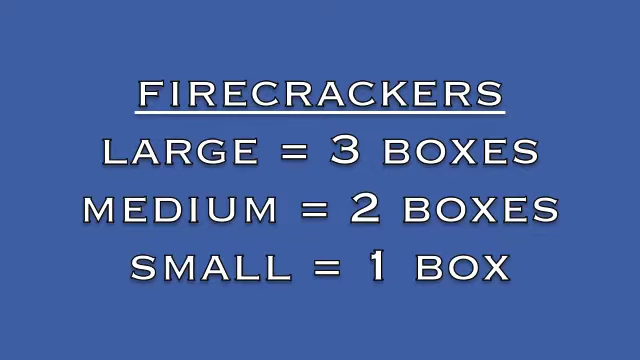 FIRECRACKERS
LARGE = 3 BOXES
MEDIUM = 2 BOXES
SMALL = 1 BOX